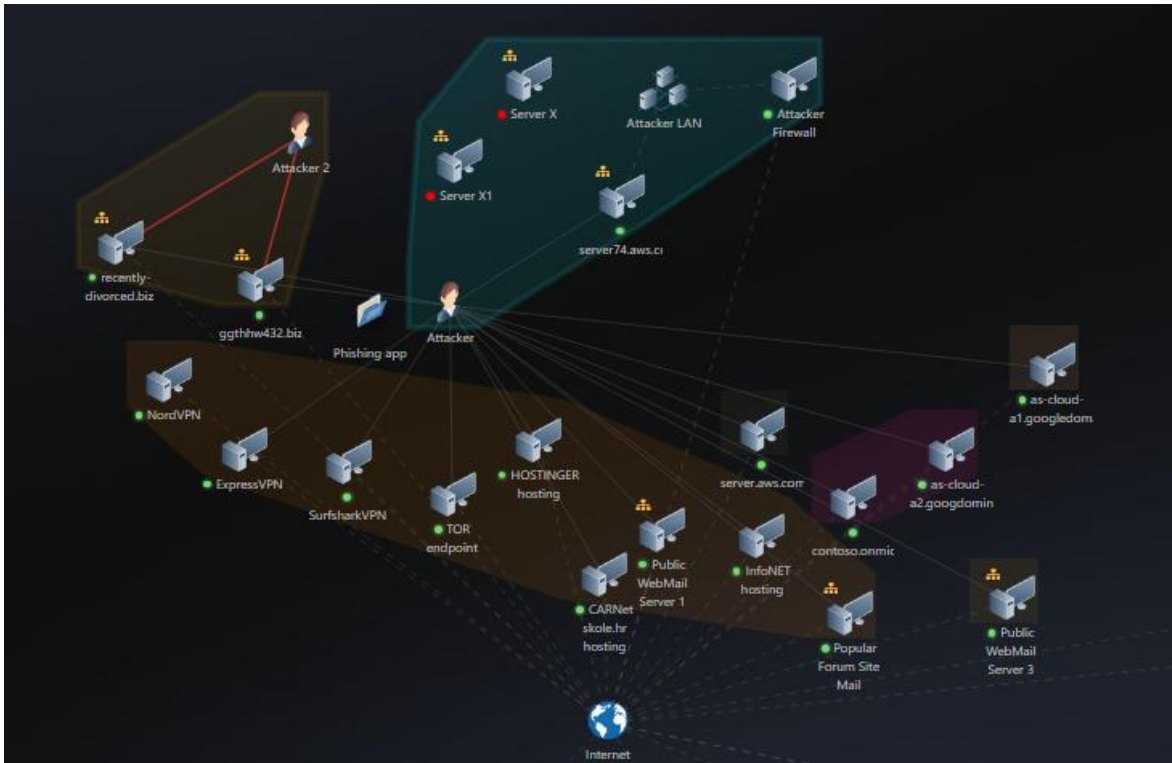 Server X
Attacker LAN
Attacker
Firewall
Attacker 2
Server X1
server74.aws.ci
recently-
divorced.biz
ggthhw432.biz
Phishing app
Attacker
NordVPN
as-cloud-
a1.googledom
ExpressVPN
SurfsharkVPN
HOSTINGER
hosting
server.aws.com
as-cloud-
a2.googdomin
TOR
endpoint
contoso.onmic
Public
WebMail
Server 1
InfoNET
hosting
CARNet
skole.hr
hosting
Popular
Forum Site
Mail
Public
WebMail
Server 3
Internet